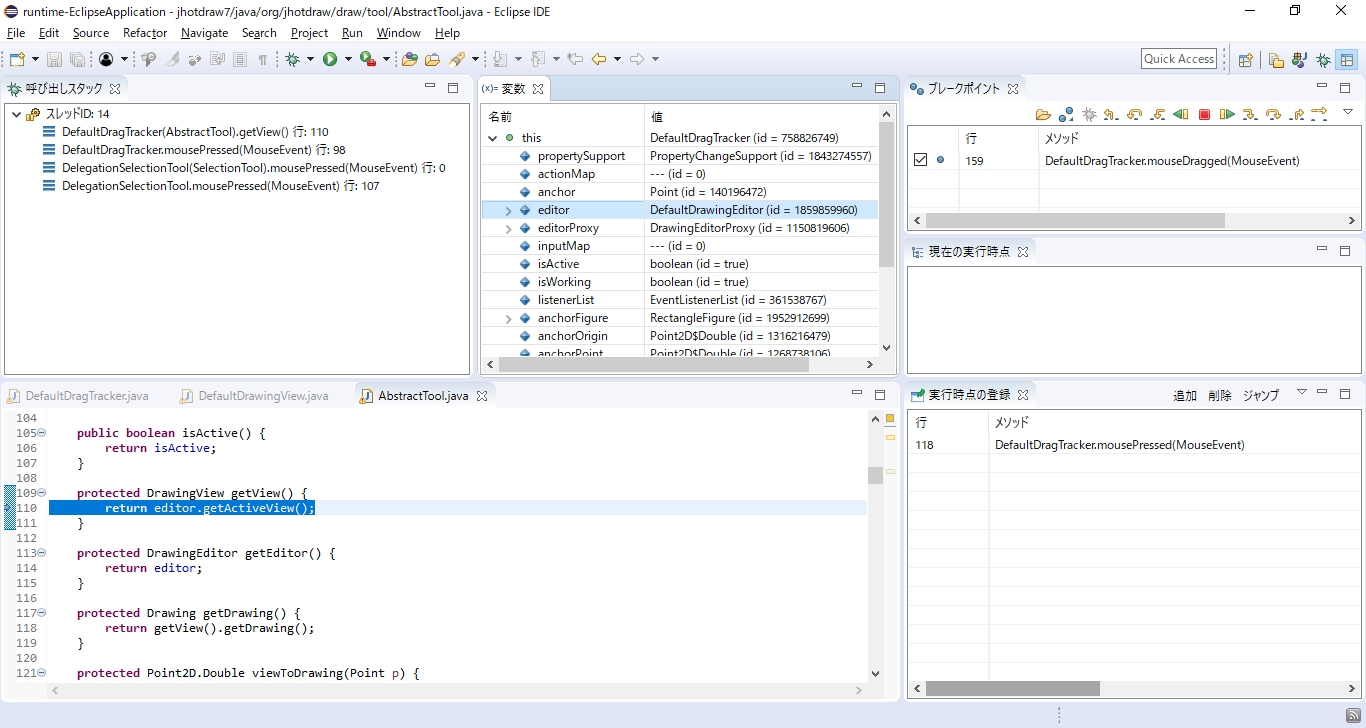 runtime-EclipseApplication - jhotdraw7/java/org/jhotdraw/draw/tool/AbstractTool.java - Eclipse IDE
File Edit Source Refactor Navigate Search Project Run Window Help
Quick Access
呼び出しスタック
スレッドID: 14
DefaultDragTracker(AbstractTool).getView() 行: 110
DefaultDragTracker.mousePressed(MouseEvent) 行: 98
DelegationSelectionTool(SelectionTool).mousePressed(MouseEvent) 行: 0
DelegationSelectionTool.mousePressed(MouseEvent) 行: 107
(x)= 変数
名前 値
this DefaultDragTracker (id = 758826749)
propertySupport PropertyChangeSupport (id = 1843274557)
actionMap --- (id = 0)
anchor Point (id = 140196472)
editor DefaultDrawingEditor (id = 1859859960)
editorProxy DrawingEditorProxy (id = 1150819606)
inputMap --- (id = 0)
isActive boolean (id = true)
isWorking boolean (id = true)
listenerList EventListenerList (id = 361538767)
anchorFigure RectangleFigure (id = 1952912699)
anchorOrigin Point2D$Double (id = 1316216479)
anchorPoint Point2D$Double (id = 1268738106)
ブレークポイント
行 メソッド
159 DefaultDragTracker.mouseDragged(MouseEvent)
現在の実行時点
DefaultDragTracker.java DefaultDrawingView.java AbstractTool.java
104
105 public boolean isActive() {
106 return isActive;
107 }
108
109 protected DrawingView getView() {
110 return editor.getActiveView();
111 }
112
113 protected DrawingEditor getEditor() {
114 return editor;
115 }
116
117 protected Drawing getDrawing() {
118 return getView().getDrawing();
119 }
120
121 protected Point2D.Double viewToDrawing(Point p) {
実行時点の登録 追加 削除 ジャンプ
行 メソッド
118 DefaultDragTracker.mousePressed(MouseEvent)